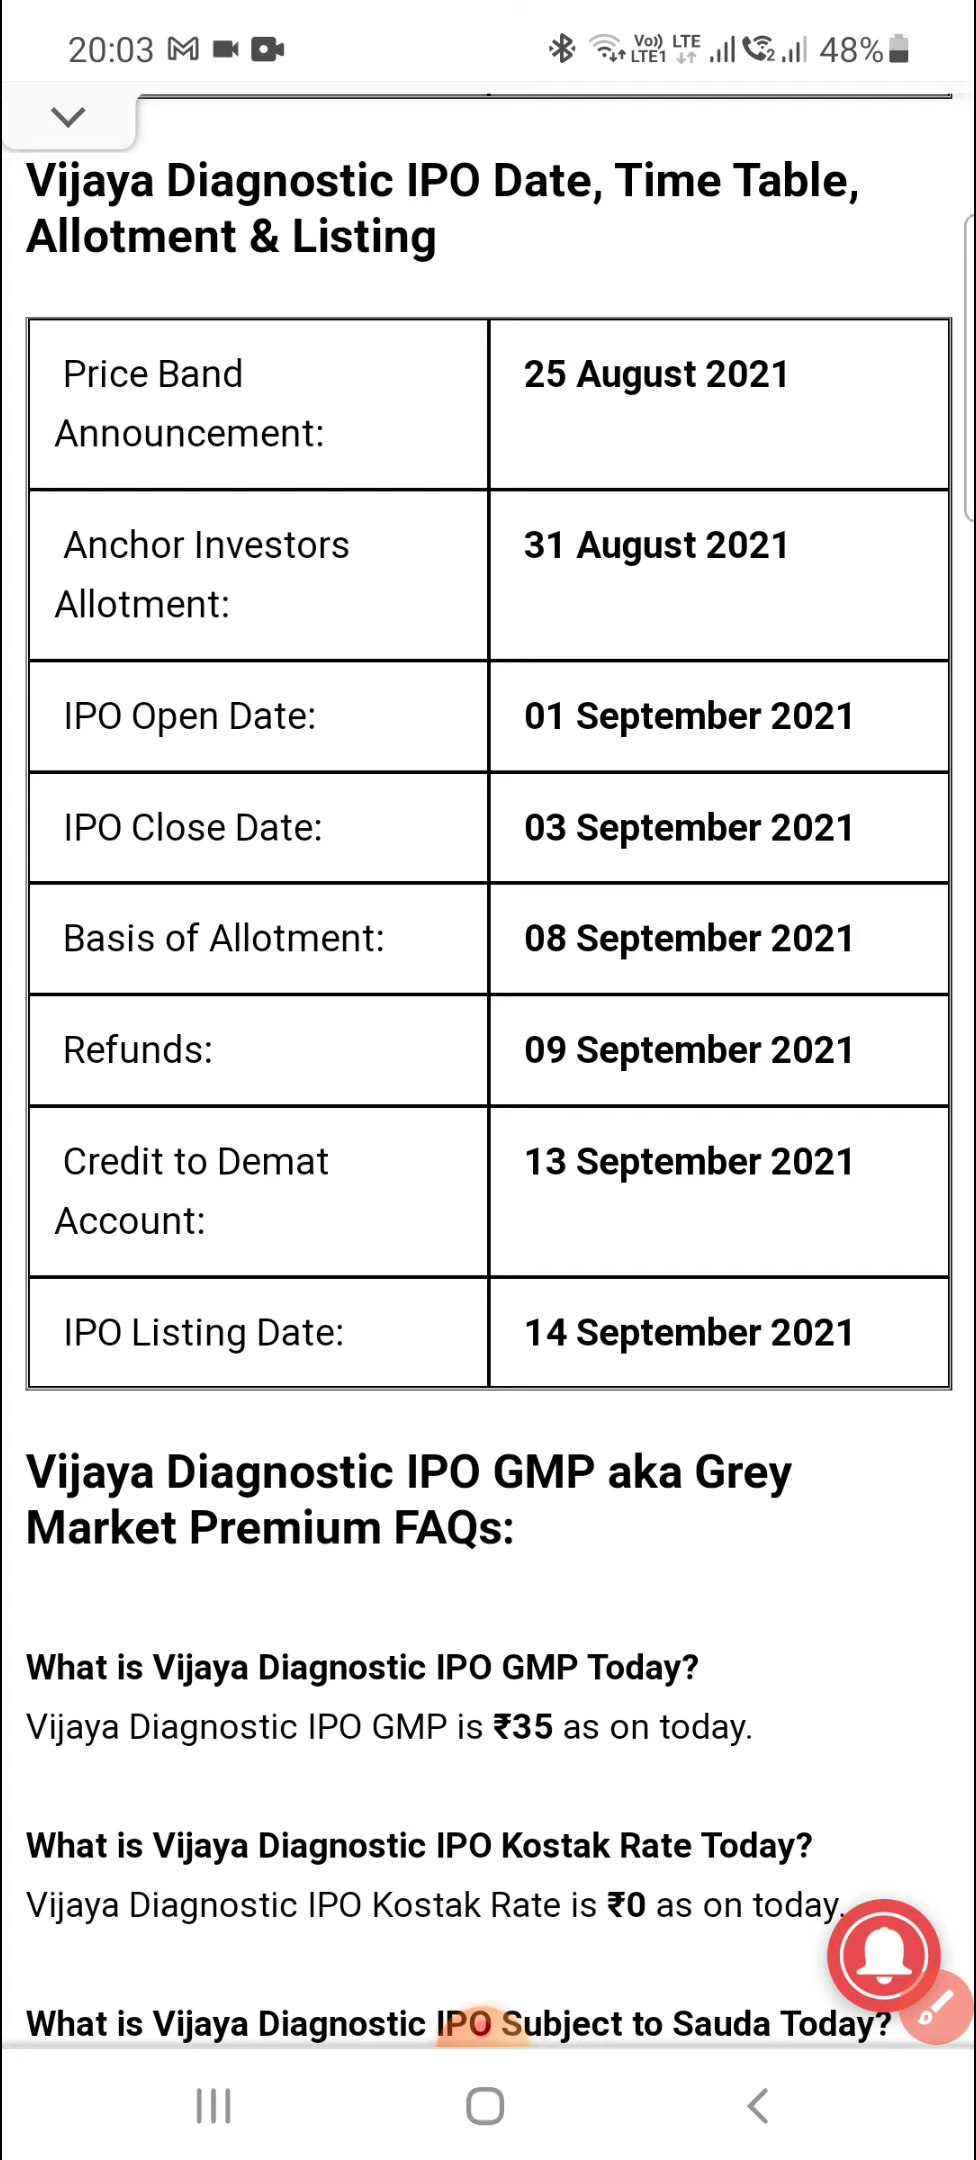 20:03
Vo)) LTE
LTE1
2
48%
Vijaya Diagnostic IPO Date, Time Table,
Allotment & Listing
Price Band
Announcement:
25 August 2021
Anchor Investors
Allotment:
31 August 2021
IPO Open Date:
01 September 2021
IPO Close Date:
03 September 2021
Basis of Allotment:
08 September 2021
Refunds:
09 September 2021
Credit to Demat
Account:
13 September 2021
IPO Listing Date:
14 September 2021
Vijaya Diagnostic IPO GMP aka Grey
Market Premium FAQs:
What is Vijaya Diagnostic IPO GMP Today?
Vijaya Diagnostic IPO GMP is ₹35 as on today.
What is Vijaya Diagnostic IPO Kostak Rate Today?
Vijaya Diagnostic IPO Kostak Rate is ₹0 as on today.
What is Vijaya Diagnostic IPO Subject to Sauda Today?